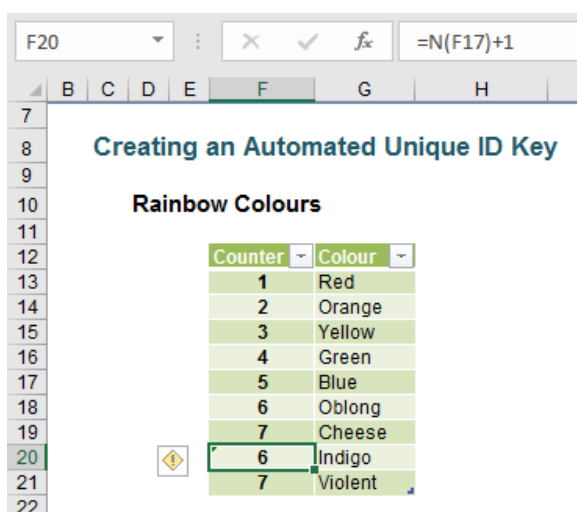 F20 fx =N(F17)+1
B C D E F G H
7
8 Creating an Automated Unique ID Key
9
10 Rainbow Colours
11
12 Counter Colour
13 1 Red
14 2 Orange
15 3 Yellow
16 4 Green
17 5 Blue
18 6 Oblong
19 7 Cheese
20 6 Indigo
21 7 Violent
22